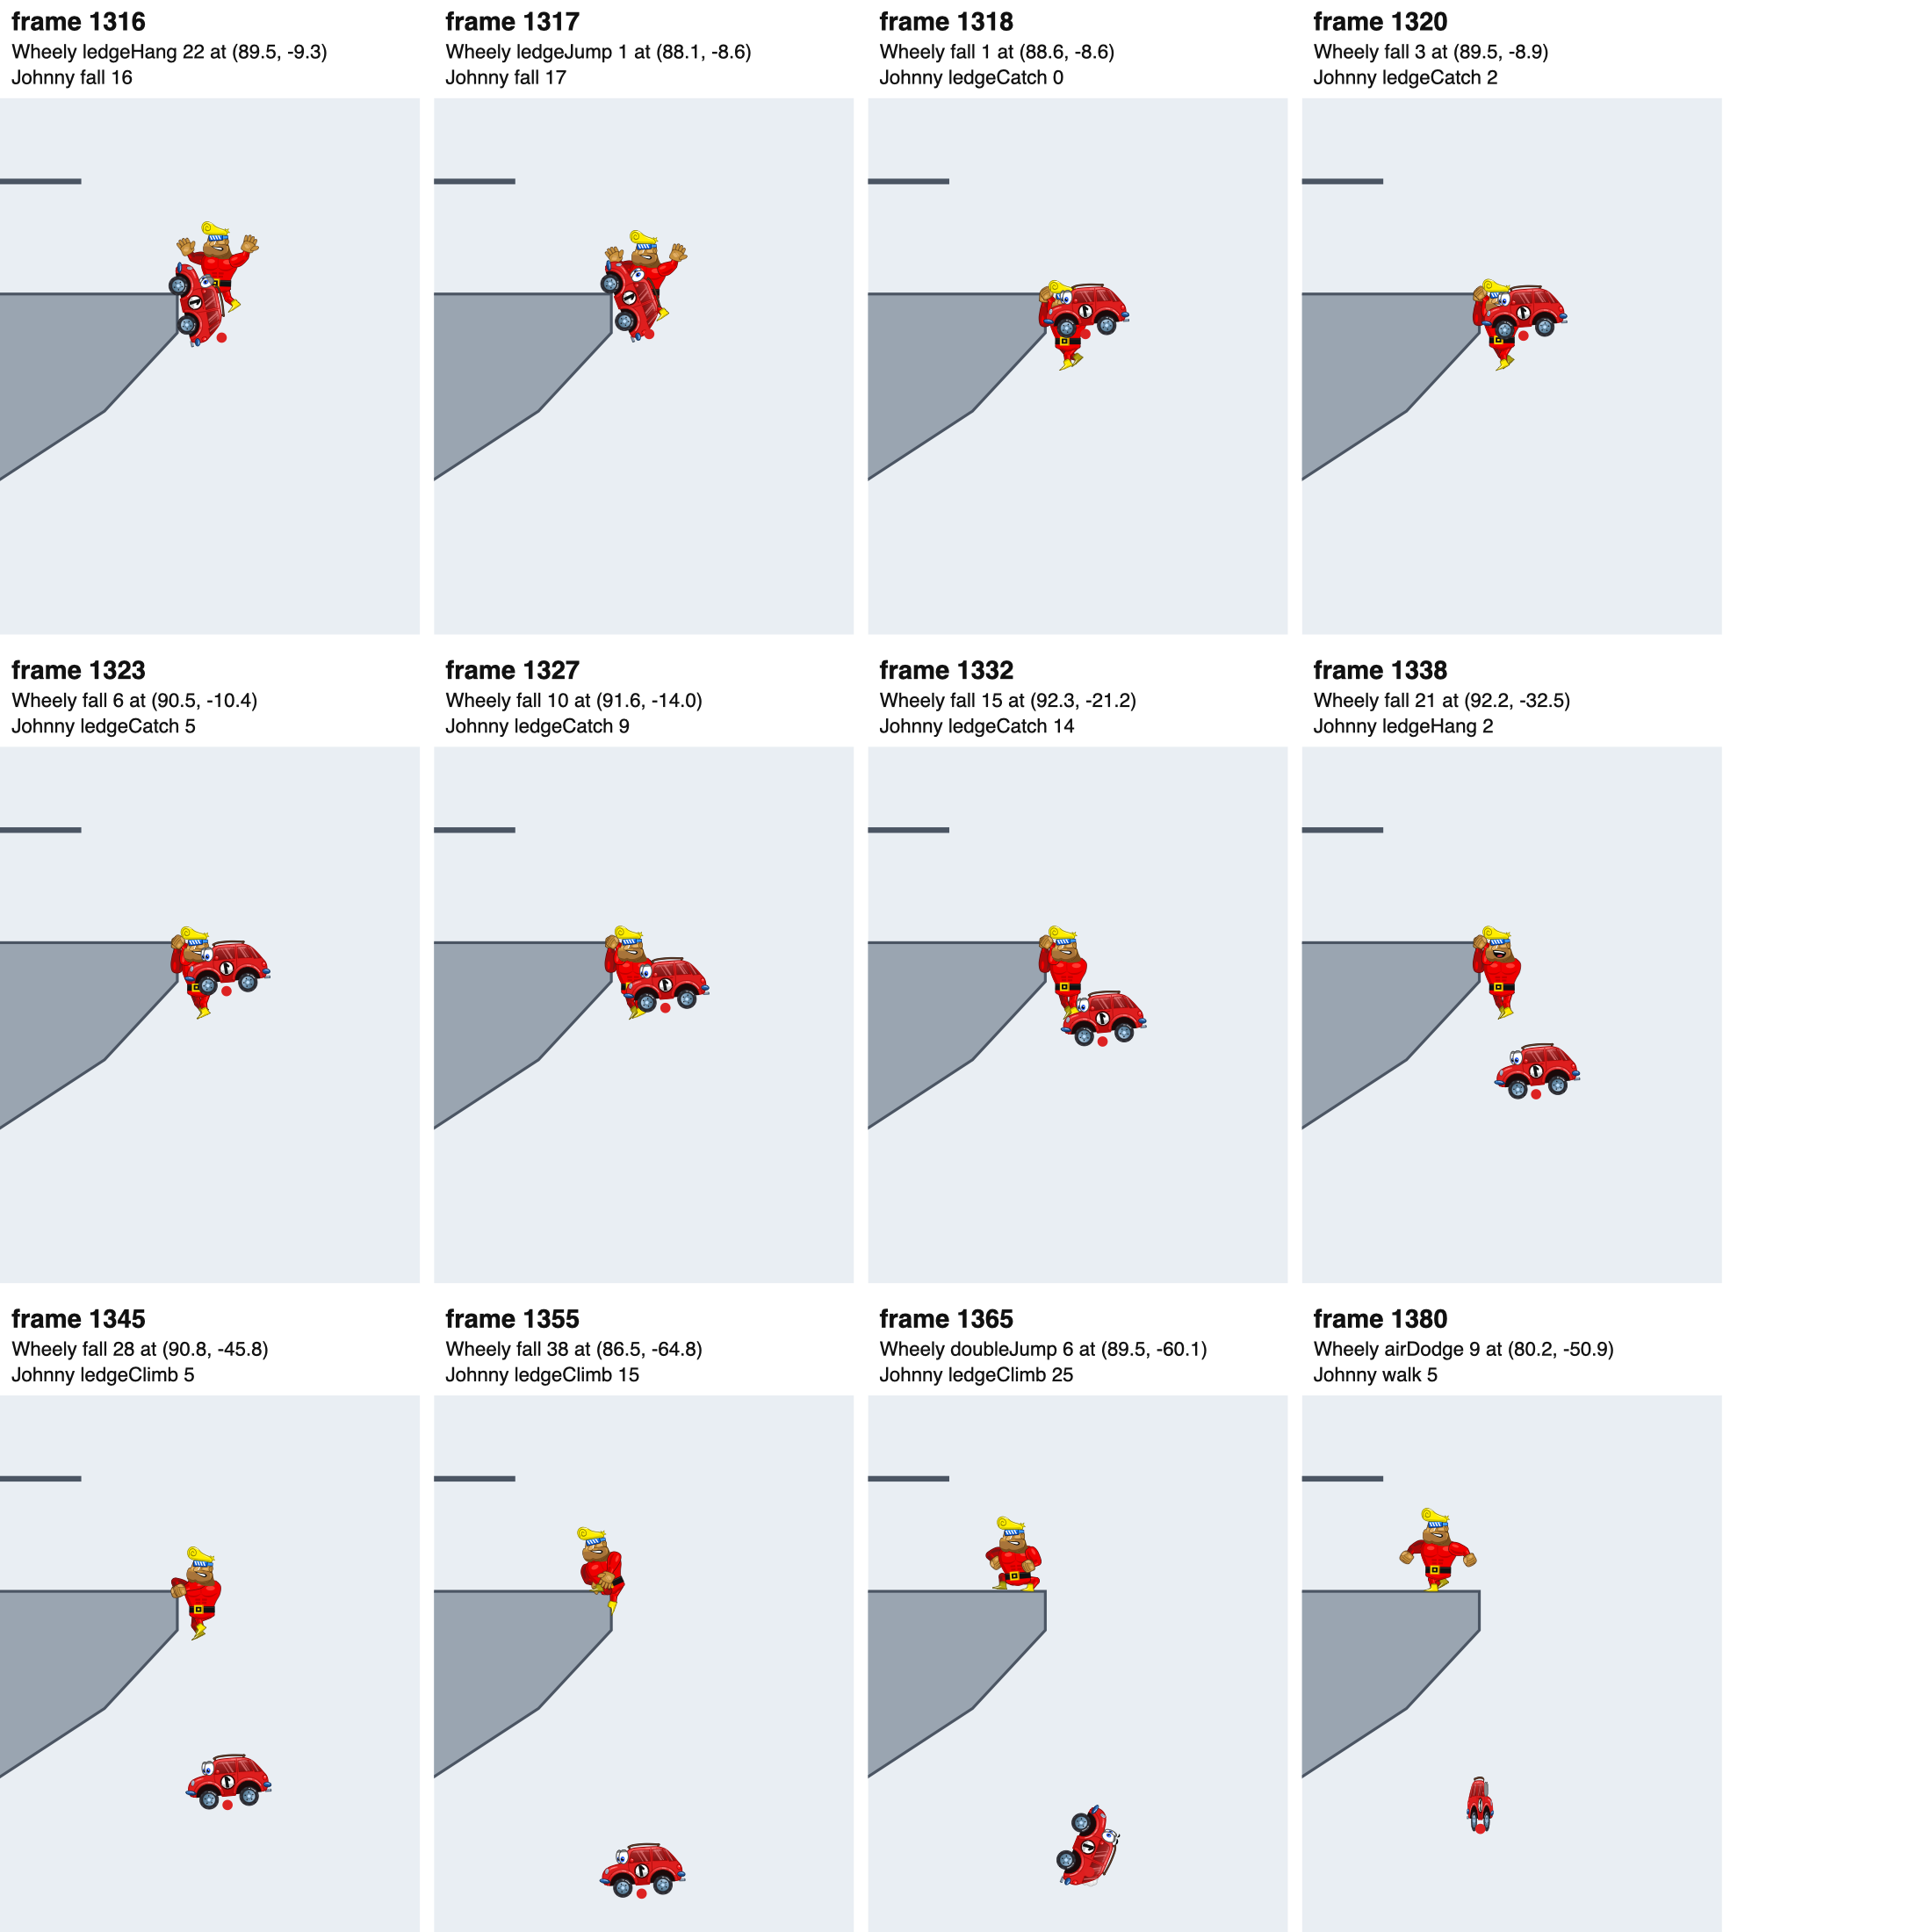 frame 1316
Wheely ledgeHang 22 at (89.5, -9.3)
Johnny fall 16
frame 1317
Wheely ledgeJump 1 at (88.1, -8.6)
Johnny fall 17
frame 1318
Wheely fall 1 at (88.6, -8.6)
Johnny ledgeCatch 0
frame 1320
Wheely fall 3 at (89.5, -8.9)
Johnny ledgeCatch 2
frame 1323
Wheely fall 6 at (90.5, -10.4)
Johnny ledgeCatch 5
frame 1327
Wheely fall 10 at (91.6, -14.0)
Johnny ledgeCatch 9
frame 1332
Wheely fall 15 at (92.3, -21.2)
Johnny ledgeCatch 14
frame 1338
Wheely fall 21 at (92.2, -32.5)
Johnny ledgeHang 2
frame 1345
Wheely fall 28 at (90.8, -45.8)
Johnny ledgeClimb 5
frame 1355
Wheely fall 38 at (86.5, -64.8)
Johnny ledgeClimb 15
frame 1365
Wheely doubleJump 6 at (89.5, -60.1)
Johnny ledgeClimb 25
frame 1380
Wheely airDodge 9 at (80.2, -50.9)
Johnny walk 5